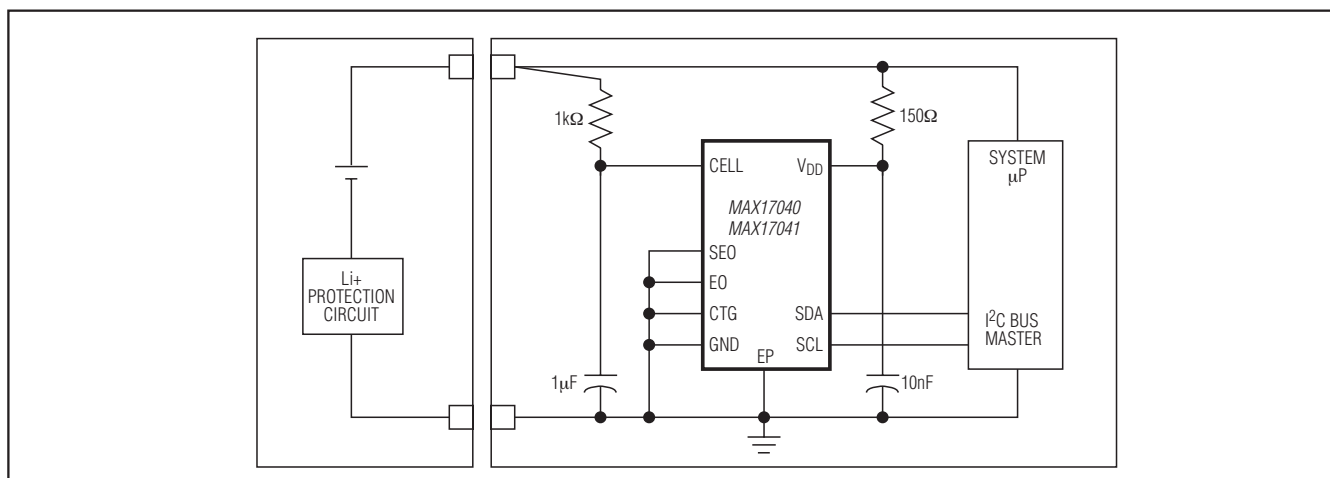 1kΩ
150Ω
CELL
VDD
SYSTEM
μP
MAX17040
MAX17041
SEO
EO
CTG
GND
SDA
SCL
EP
I2C BUS
MASTER
Li+
PROTECTION
CIRCUIT
1μF
10nF